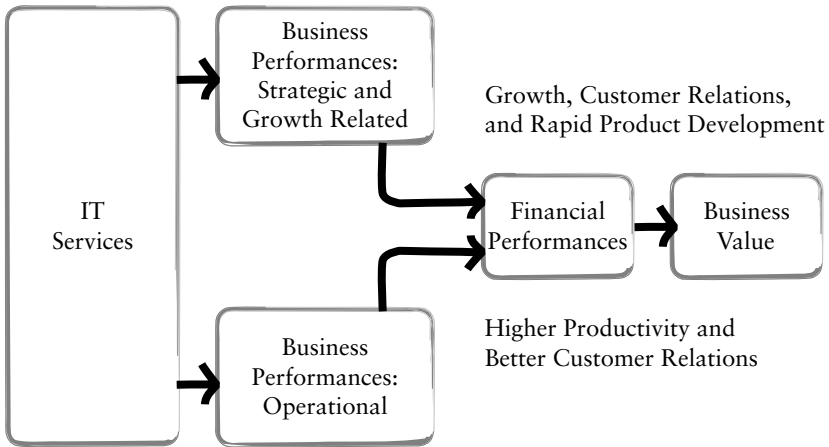 IT
Services
Business
Performances:
Strategic and
Growth Related
Growth, Customer Relations,
and Rapid Product Development
Financial
Performances
Business
Value
Business
Performances:
Operational
Higher Productivity and
Better Customer Relations